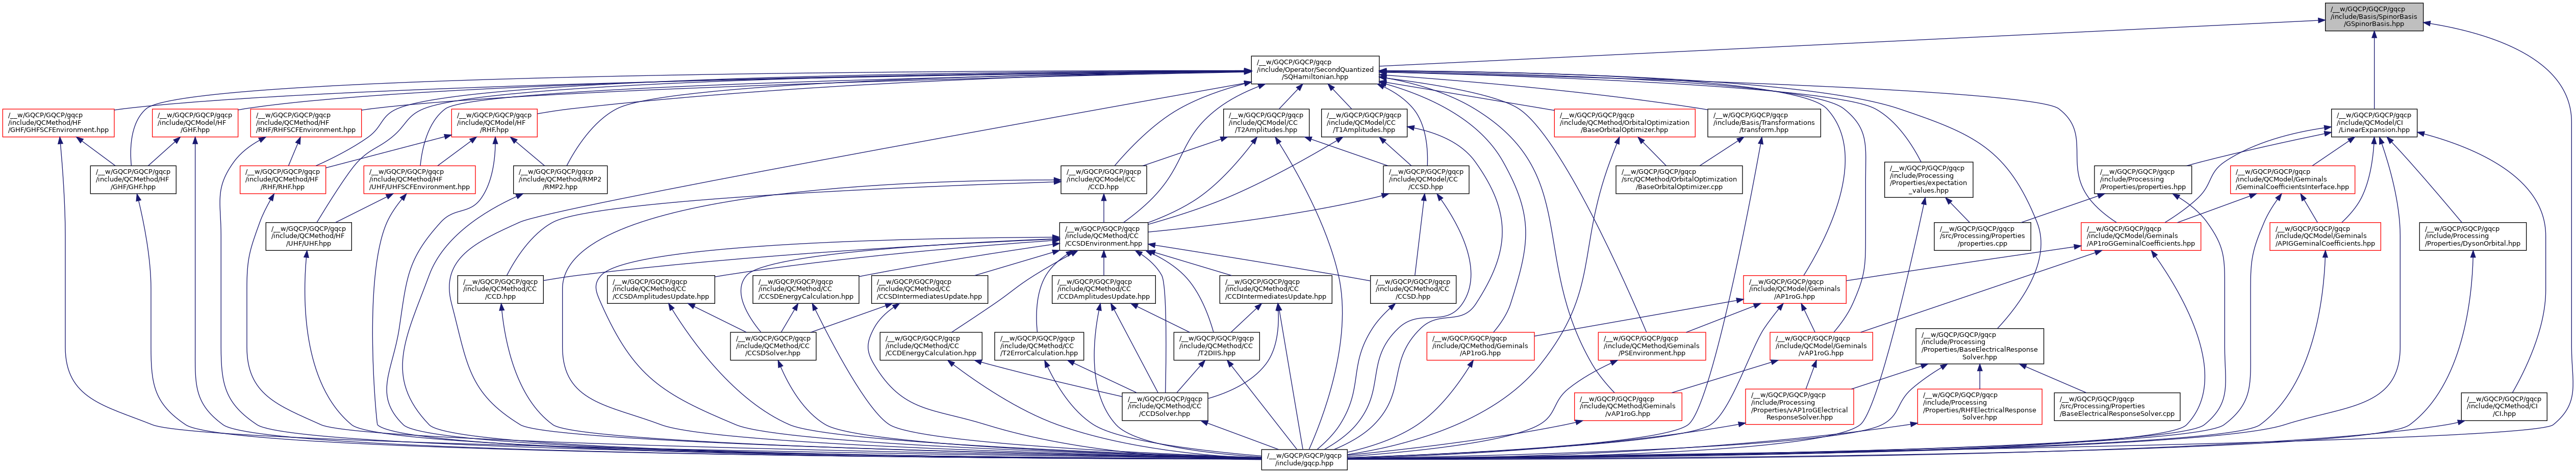 /__w/GQCP/GQCP/gqcp
/include/Basis/SpinorBasis
/GSpinorBasis.hpp
/__w/GQCP/GQCP/gqcp
/include/Operator/SecondQuantized
/SQHamiltonian.hpp
/__w/GQCP/GQCP/gqcp
/include/QCMethod/HF
/GHF/GHFSCFEnvironment.hpp
/__w/GQCP/GQCP/gqcp
/include/QCModel/HF
/GHF.hpp
/__w/GQCP/GQCP/gqcp
/include/QCMethod/HF
/RHF/RHFSCFEnvironment.hpp
/__w/GQCP/GQCP/gqcp
/include/QCModel/HF
/RHF.hpp
/__w/GQCP/GQCP/gqcp
/include/QCModel/CC
/T2Amplitudes.hpp
/__w/GQCP/GQCP/gqcp
/include/QCModel/CC
/T1Amplitudes.hpp
/__w/GQCP/GQCP/gqcp
/include/QCMethod/OrbitalOptimization
/BaseOrbitalOptimizer.hpp
/__w/GQCP/GQCP/gqcp
/include/Basis/Transformations
/transform.hpp
/__w/GQCP/GQCP/gqcp
/include/QCModel/CI
/LinearExpansion.hpp
/__w/GQCP/GQCP/gqcp
/include/QCMethod/HF
/GHF/GHF.hpp
/__w/GQCP/GQCP/gqcp
/include/QCMethod/HF
/RHF/RHF.hpp
/__w/GQCP/GQCP/gqcp
/include/QCMethod/HF
/UHF/UHFSCFEnvironment.hpp
/__w/GQCP/GQCP/gqcp
/include/QCMethod/RMP2
/RMP2.hpp
/__w/GQCP/GQCP/gqcp
/include/QCModel/CC
/CCD.hpp
/__w/GQCP/GQCP/gqcp
/include/QCModel/CC
/CCSD.hpp
/__w/GQCP/GQCP/gqcp
/src/QCMethod/OrbitalOptimization
/BaseOrbitalOptimizer.cpp
/__w/GQCP/GQCP/gqcp
/include/Processing
/Properties/expectation
_values.hpp
/__w/GQCP/GQCP/gqcp
/include/Processing
/Properties/properties.hpp
/__w/GQCP/GQCP/gqcp
/include/QCModel/Geminals
/GeminalCoefficientsInterface.hpp
/__w/GQCP/GQCP/gqcp
/include/QCMethod/HF
/UHF/UHF.hpp
/__w/GQCP/GQCP/gqcp
/include/QCMethod/CC
/CCSDEnvironment.hpp
/__w/GQCP/GQCP/gqcp
/src/Processing/Properties
/properties.cpp
/__w/GQCP/GQCP/gqcp
/include/QCModel/Geminals
/AP1roGGeminalCoefficients.hpp
/__w/GQCP/GQCP/gqcp
/include/QCModel/Geminals
/APIGGeminalCoefficients.hpp
/__w/GQCP/GQCP/gqcp
/include/Processing
/Properties/DysonOrbital.hpp
/__w/GQCP/GQCP/gqcp
/include/QCMethod/CC
/CCD.hpp
/__w/GQCP/GQCP/gqcp
/include/QCMethod/CC
/CCSDAmplitudesUpdate.hpp
/__w/GQCP/GQCP/gqcp
/include/QCMethod/CC
/CCSDEnergyCalculation.hpp
/__w/GQCP/GQCP/gqcp
/include/QCMethod/CC
/CCSDIntermediatesUpdate.hpp
/__w/GQCP/GQCP/gqcp
/include/QCMethod/CC
/CCDAmplitudesUpdate.hpp
/__w/GQCP/GQCP/gqcp
/include/QCMethod/CC
/CCDIntermediatesUpdate.hpp
/__w/GQCP/GQCP/gqcp
/include/QCMethod/CC
/CCSD.hpp
/__w/GQCP/GQCP/gqcp
/include/QCModel/Geminals
/AP1roG.hpp
/__w/GQCP/GQCP/gqcp
/include/QCMethod/CC
/CCSDSolver.hpp
/__w/GQCP/GQCP/gqcp
/include/QCMethod/CC
/CCDEnergyCalculation.hpp
/__w/GQCP/GQCP/gqcp
/include/QCMethod/CC
/T2ErrorCalculation.hpp
/__w/GQCP/GQCP/gqcp
/include/QCMethod/CC
/T2DIIS.hpp
/__w/GQCP/GQCP/gqcp
/include/QCMethod/Geminals
/AP1roG.hpp
/__w/GQCP/GQCP/gqcp
/include/QCMethod/Geminals
/PSEnvironment.hpp
/__w/GQCP/GQCP/gqcp
/include/QCModel/Geminals
/vAP1roG.hpp
/__w/GQCP/GQCP/gqcp
/include/Processing
/Properties/BaseElectricalResponse
Solver.hpp
/__w/GQCP/GQCP/gqcp
/include/QCMethod/CC
/CCDSolver.hpp
/__w/GQCP/GQCP/gqcp
/include/QCMethod/Geminals
/vAP1roG.hpp
/__w/GQCP/GQCP/gqcp
/include/Processing
/Properties/vAP1roGElectrical
ResponseSolver.hpp
/__w/GQCP/GQCP/gqcp
/include/Processing
/Properties/RHFElectricalResponse
Solver.hpp
/__w/GQCP/GQCP/gqcp
/src/Processing/Properties
/BaseElectricalResponseSolver.cpp
/__w/GQCP/GQCP/gqcp
/include/QCMethod/CI
/CI.hpp
/__w/GQCP/GQCP/gqcp
/include/gqcp.hpp